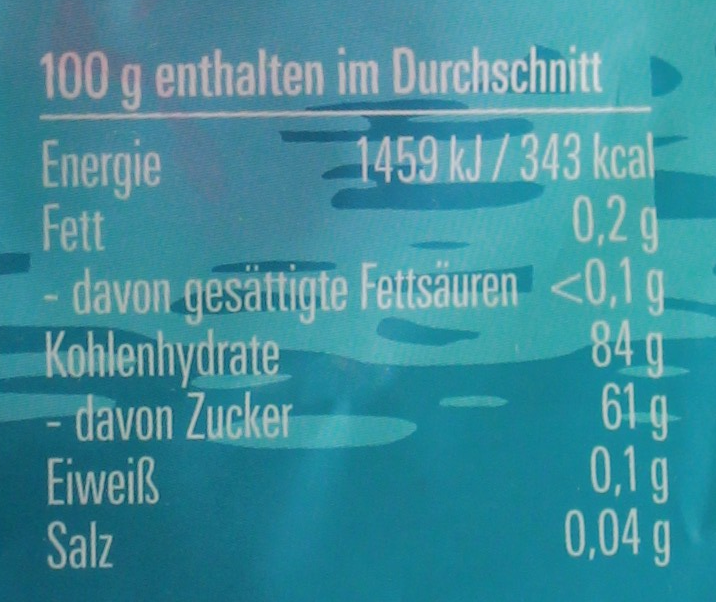 100 g enthalten im Durchschnitt
Energie 1459 kJ / 343 kcal
Fett 0,2 g
- davon gesättigte Fettsäuren <0,1 g
Kohlenhydrate 84 g
- davon Zucker 61 g
Eiweiß 0,1 g
Salz 0,04 g